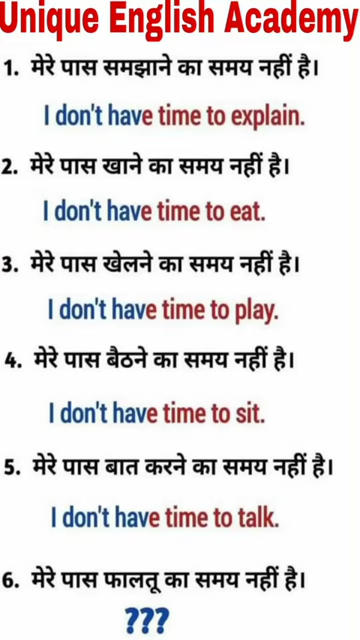 Unique English Academy
1. मेरे पास समझाने का समय नहीं है।
I don't have time to explain.
2. मेरे पास खाने का समय नहीं है।
I don't have time to eat.
3. मेरे पास खेलने का समय नहीं है।
I don't have time to play.
4. मेरे पास बैठने का समय नहीं है।
I don't have time to sit.
5. मेरे पास बात करने का समय नहीं है।
I don't have time to talk.
6. मेरे पास फालतू का समय नहीं है।
???